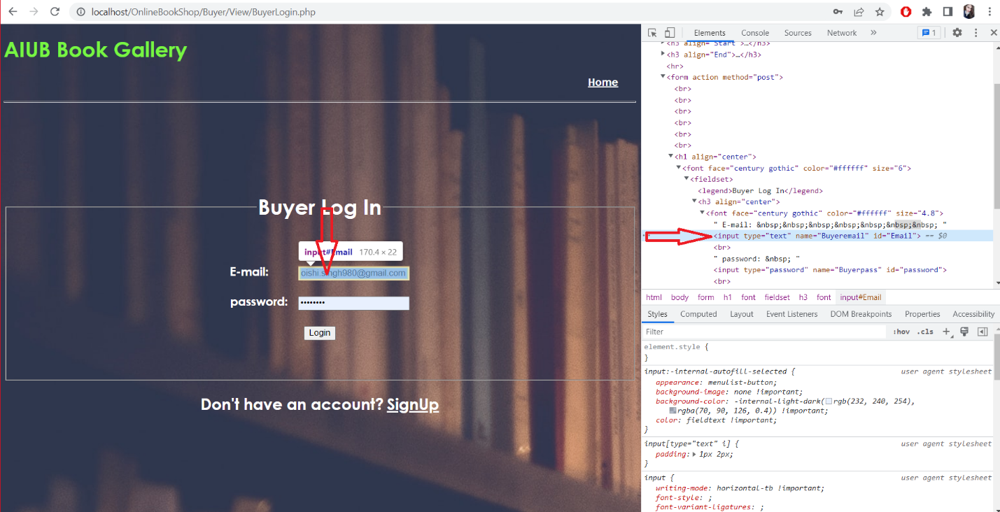 localhost/OnlineBookShop/Buyer/View/BuyerLogin.php
AIUB Book Gallery
Home
Buyer Log In
input#Email 170.4 × 22
E-mail: oishi.singh980@gmail.com
password: ••••••••
Login
Don't have an account? SignUp
Elements Console Sources Network » 1
<h3 align="Start">…</h3>
<h3 align="End">…</h3>
<hr>
<form action method="post">
<br>
<br>
<br>
<br>
<br>
<br>
<h1 align="center">
<font face="century gothic" color="#ffffff" size="6">
<fieldset>
<legend>Buyer Log In</legend>
<h3 align="center">
<font face="century gothic" color="#ffffff" size="4.8">
" E-mail: &nbsp;&nbsp;&nbsp;&nbsp;&nbsp;&nbsp;&nbsp; "
<input type="text" name="Buyeremail" id="Email"> == $0
<br>
" password: &nbsp; "
<input type="password" name="Buyerpass" id="password">
<br>
html body form h1 font fieldset h3 font input#Email
Styles Computed Layout Event Listeners DOM Breakpoints Properties Accessibility
Filter :hov .cls +
element.style {
}
input:-internal-autofill-selected { user agent stylesheet
appearance: menulist-button;
background-image: none !important;
background-color: -internal-light-dark(rgb(232, 240, 254),
rgba(70, 90, 126, 0.4)) !important;
color: fieldtext !important;
}
input[type="text" i] { user agent stylesheet
padding: 1px 2px;
}
input { user agent stylesheet
writing-mode: horizontal-tb !important;
font-style: ;
font-variant-ligatures: ;